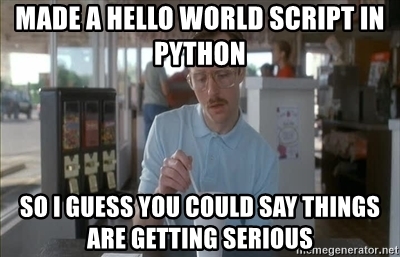 MADE A HELLO WORLD SCRIPT IN
PYTHON
SO I GUESS YOU COULD SAY THINGS
ARE GETTING SERIOUS
memegenerator.net